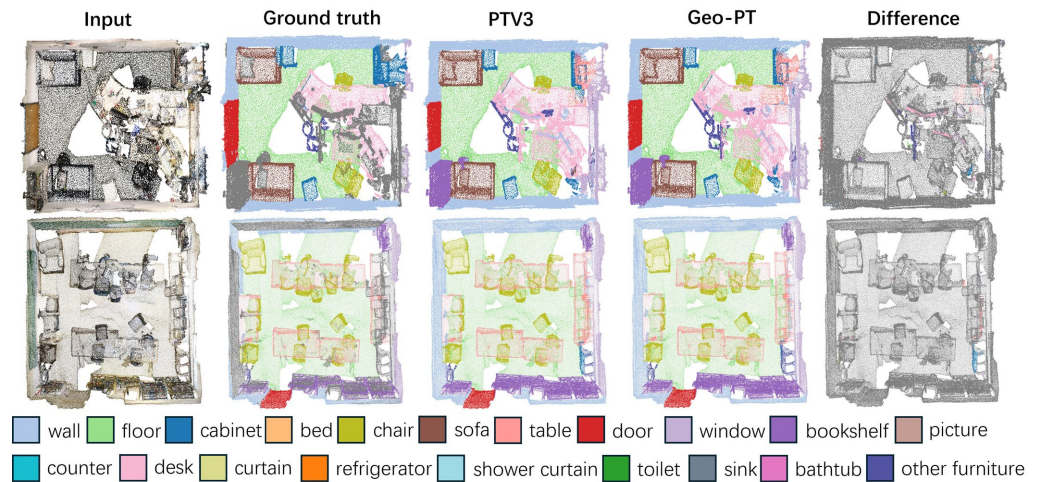 Input Ground truth PTV3 Geo-PT Difference
wall floor cabinet bed chair sofa table door window bookshelf picture
counter desk curtain refrigerator shower curtain toilet sink bathtub other furniture